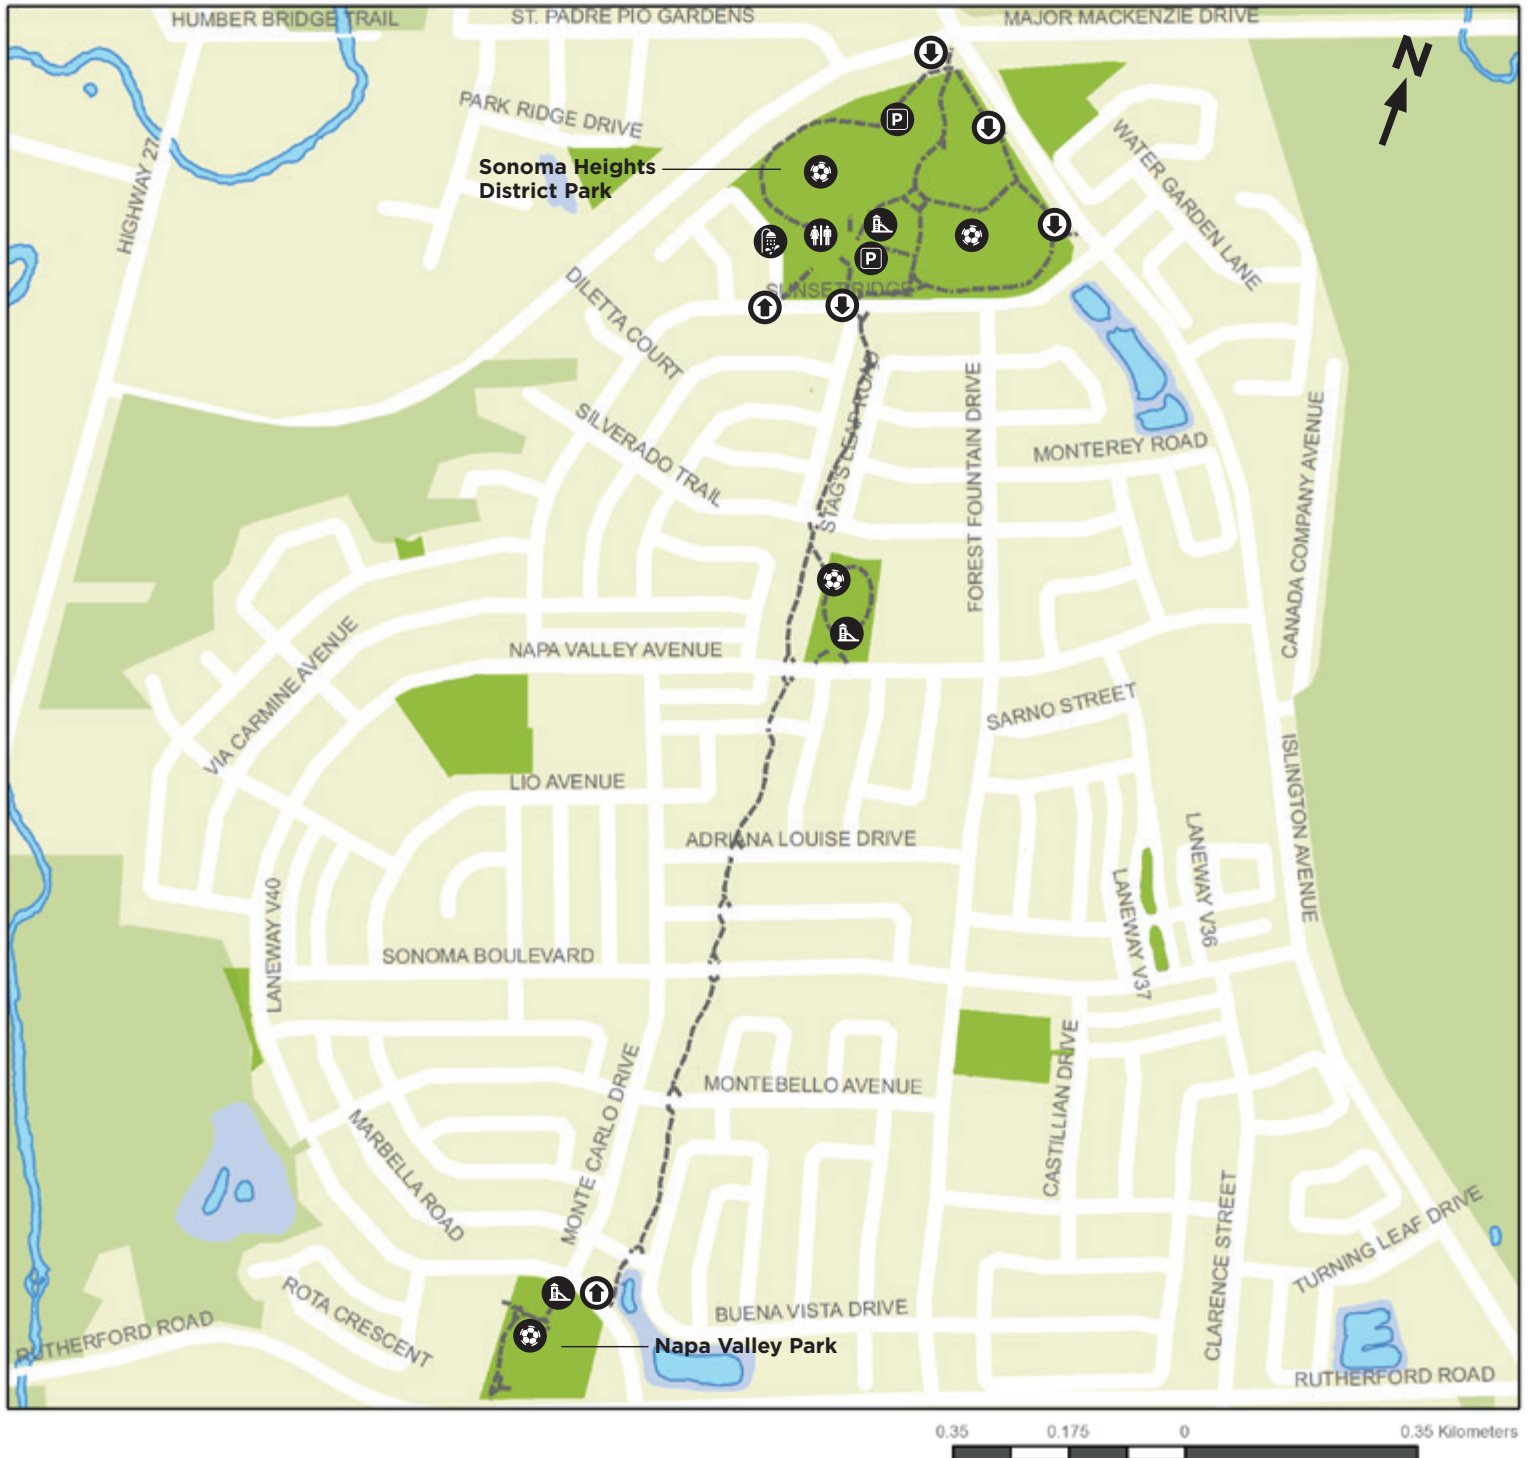 HUMBER BRIDGE TRAIL
ST. PADRE PIO GARDENS
MAJOR MACKENZIE DRIVE
N
PARK RIDGE DRIVE
P
WATER GARDEN LANE
HIGHWAY 27
Sonoma Heights
District Park
P
SUNSET RIDGE
DILETTA COURT
SILVERADO TRAIL
STAG'S LEAP ROAD
FOREST FOUNTAIN DRIVE
MONTEREY ROAD
CANADA COMPANY AVENUE
NAPA VALLEY AVENUE
VIA CARMINE AVENUE
SARNO STREET
LIO AVENUE
ISLINGTON AVENUE
ADRIANA LOUISE DRIVE
LANEWAY V36
LANEWAY V37
LANEWAY V40
SONOMA BOULEVARD
MONTEBELLO AVENUE
CASTILLIAN DRIVE
MONTE CARLO DRIVE
MARBELLA ROAD
CLARENCE STREET
TURNING LEAF DRIVE
ROTA CRESCENT
BUENA VISTA DRIVE
RUTHERFORD ROAD
Napa Valley Park
RUTHERFORD ROAD
0.35 0.175 0 0.35 Kilometers